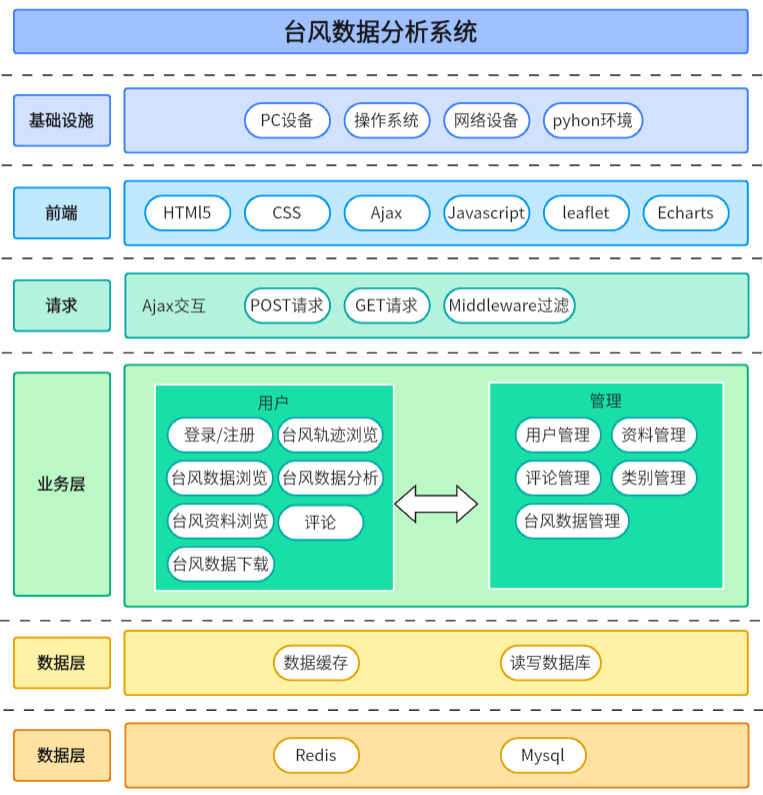 台风数据分析系统
基础设施
PC设备
操作系统
网络设备
pyhon环境
前端
HTMl5
CSS
Ajax
Javascript
leaflet
Echarts
请求
Ajax交互
POST请求
GET请求
Middleware过滤
业务层
用户
登录/注册
台风轨迹浏览
台风数据浏览
台风数据分析
台风资料浏览
评论
台风数据下载
管理
用户管理
资料管理
评论管理
类别管理
台风数据管理
数据层
数据缓存
读写数据库
数据层
Redis
Mysql